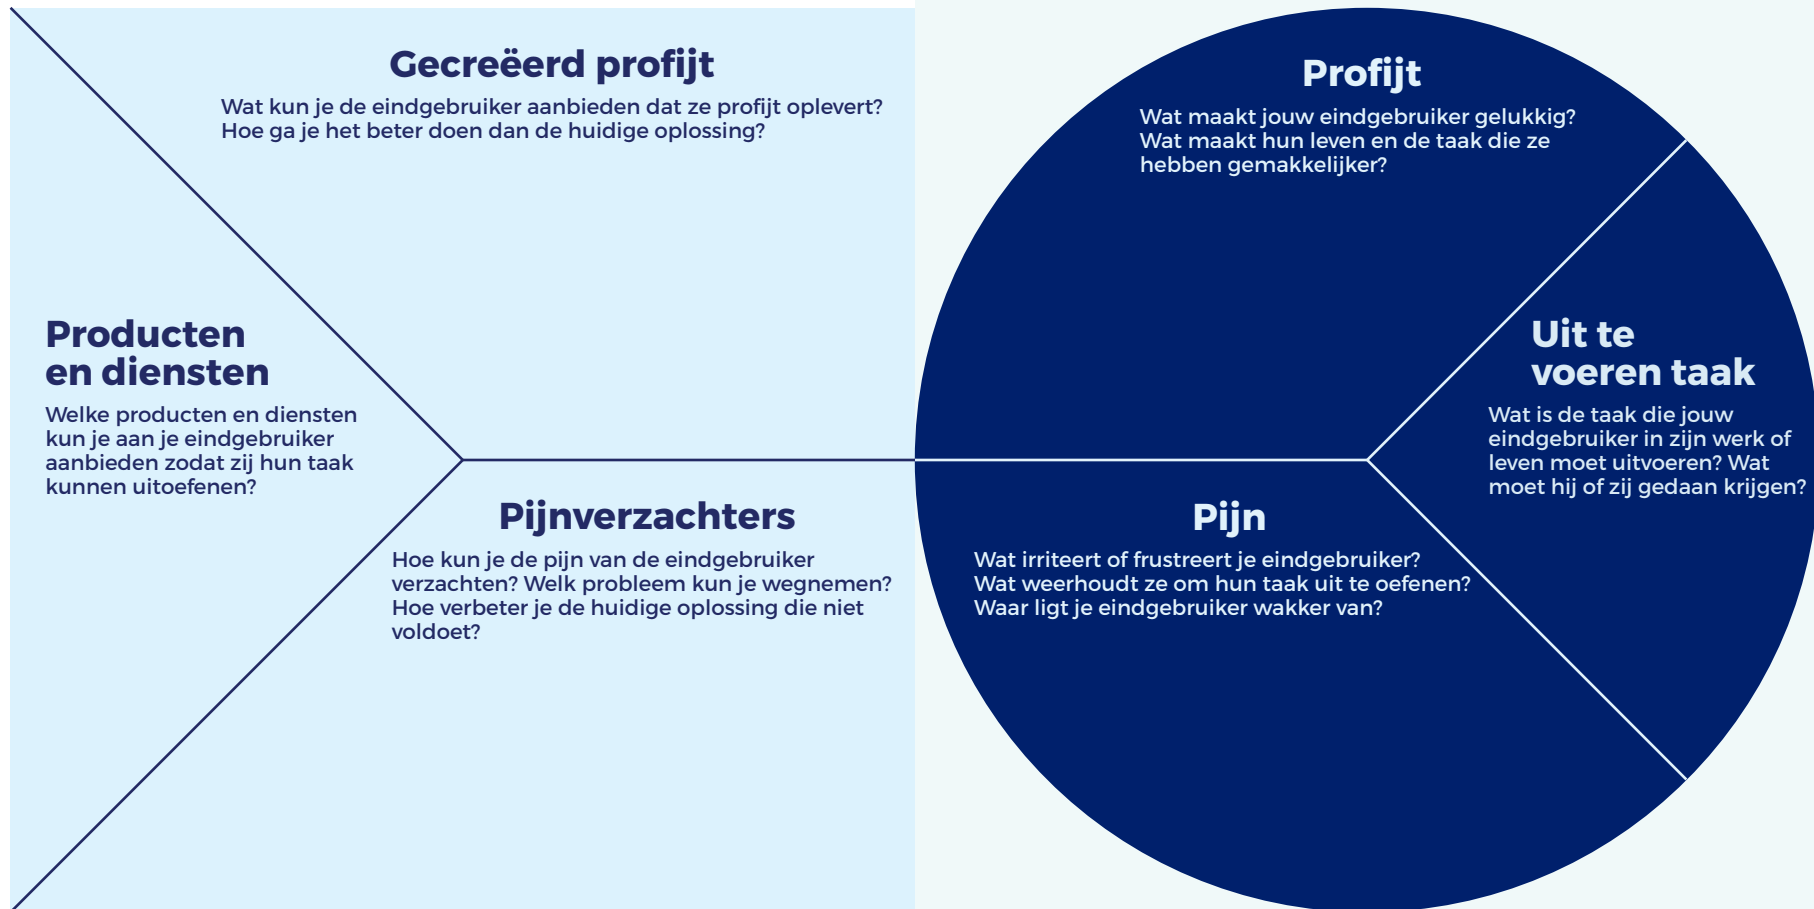 Gecreëerd profijt
Wat kun je de eindgebruiker aanbieden dat ze profijt oplevert?
Hoe ga je het beter doen dan de huidige oplossing?
Producten
en diensten
Welke producten en diensten
kun je aan je eindgebruiker
aanbieden zodat zij hun taak
kunnen uitoefenen?
Pijnverzachters
Hoe kun je de pijn van de eindgebruiker
verzachten? Welk probleem kun je wegnemen?
Hoe verbeter je de huidige oplossing die niet
voldoet?
Profijt
Wat maakt jouw eindgebruiker gelukkig?
Wat maakt hun leven en de taak die ze
hebben gemakkelijker?
Uit te
voeren taak
Wat is de taak die jouw
eindgebruiker in zijn werk of
leven moet uitvoeren? Wat
moet hij of zij gedaan krijgen?
Pijn
Wat irriteert of frustreert je eindgebruiker?
Wat weerhoudt ze om hun taak uit te oefenen?
Waar ligt je eindgebruiker wakker van?